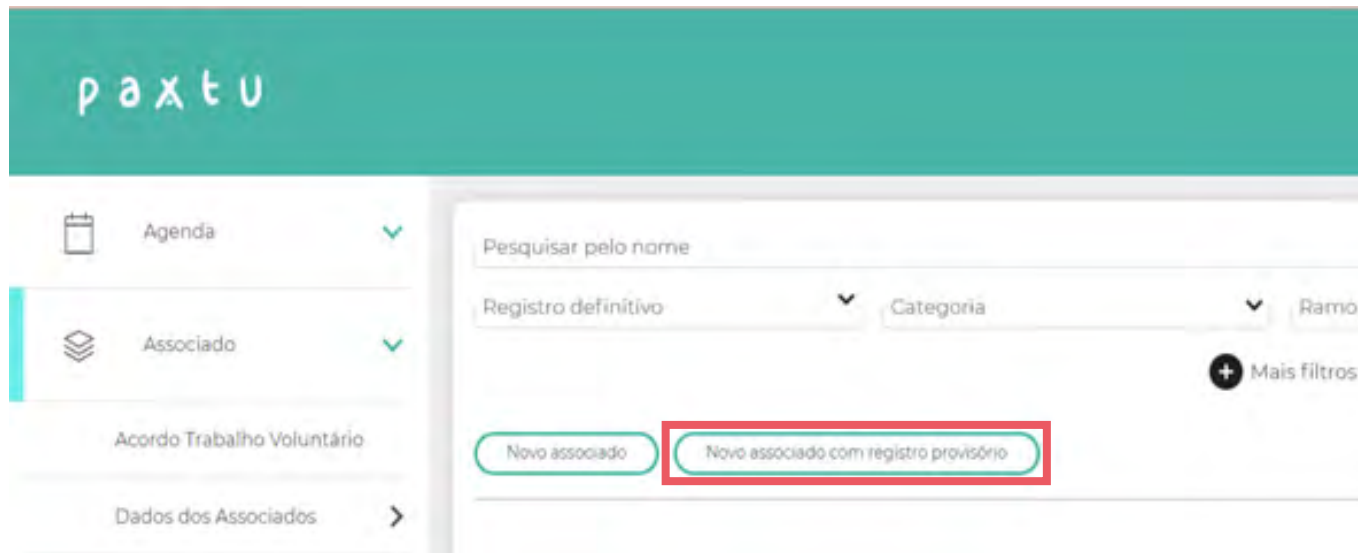 paxtu
Agenda
Associado
Acordo Trabalho Voluntário
Dados dos Associados
Pesquisar pelo nome
Registro definitivo
Categoria
Ramo
Mais filtros
Novo associado
Novo associado com registro provisório